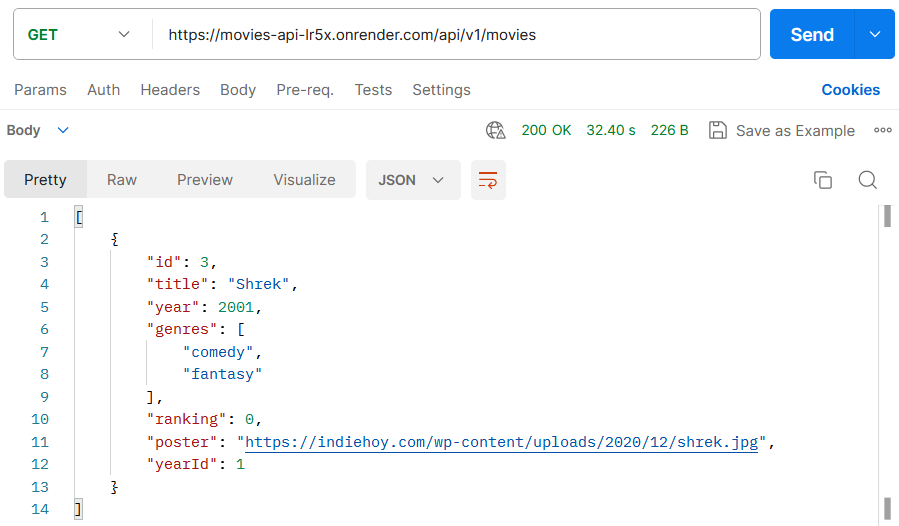 GET https://movies-api-lr5x.onrender.com/api/v1/movies Send
Params Auth Headers Body Pre-req. Tests Settings Cookies
Body 200 OK 32.40 s 226 B Save as Example
Pretty Raw Preview Visualize JSON
1 [
2 {
3 "id": 3,
4 "title": "Shrek",
5 "year": 2001,
6 "genres": [
7 "comedy",
8 "fantasy"
9 ],
10 "ranking": 0,
11 "poster": "https://indiehoy.com/wp-content/uploads/2020/12/shrek.jpg",
12 "yearId": 1
13 }
14 ]